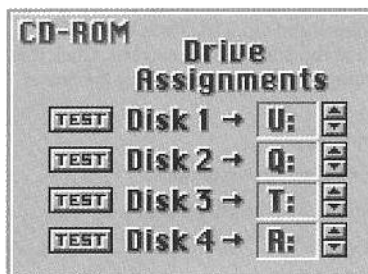 CD-ROM
Drive
Assignments
TEST Disk 1 → U:
TEST Disk 2 → Q:
TEST Disk 3 → T:
TEST Disk 4 → R: